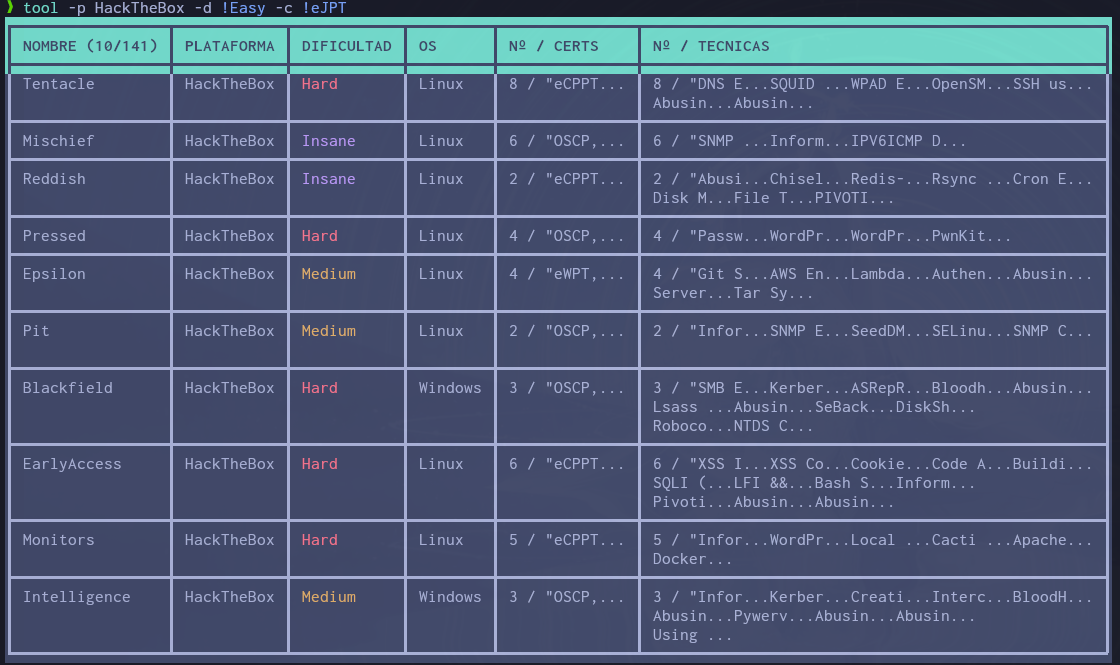 ❯ tool -p HackTheBox -d !Easy -c !eJPT
NOMBRE (10/141) PLATAFORMA DIFICULTAD OS Nº / CERTS Nº / TECNICAS
Tentacle HackTheBox Hard Linux 8 / "eCPPT... 8 / "DNS E...SQUID ...WPAD E...OpenSM...SSH us...
Abusin...Abusin...
Mischief HackTheBox Insane Linux 6 / "OSCP,... 6 / "SNMP ...Inform...IPV6ICMP D...
Reddish HackTheBox Insane Linux 2 / "eCPPT... 2 / "Abusi...Chisel...Redis-...Rsync ...Cron E...
Disk M...File T...PIVOTI...
Pressed HackTheBox Hard Linux 4 / "OSCP,... 4 / "Passw...WordPr...WordPr...PwnKit...
Epsilon HackTheBox Medium Linux 4 / "eWPT,... 4 / "Git S...AWS En...Lambda...Authen...Abusin...
Server...Tar Sy...
Pit HackTheBox Medium Linux 2 / "OSCP,... 2 / "Infor...SNMP E...SeedDM...SELinu...SNMP C...
Blackfield HackTheBox Hard Windows 3 / "OSCP,... 3 / "SMB E...Kerber...ASRepR...Bloodh...Abusin...
Lsass ...Abusin...SeBack...DiskSh...
Roboco...NTDS C...
EarlyAccess HackTheBox Hard Linux 6 / "eCPPT... 6 / "XSS I...XSS Co...Cookie...Code A...Buildi...
SQLI (...LFI &&...Bash S...Inform...
Pivoti...Abusin...Abusin...
Monitors HackTheBox Hard Linux 5 / "eCPPT... 5 / "Infor...WordPr...Local ...Cacti ...Apache...
Docker...
Intelligence HackTheBox Medium Windows 3 / "OSCP,... 3 / "Infor...Kerber...Creati...Interc...BloodH...
Abusin...Pywerv...Abusin...Abusin...
Using ...